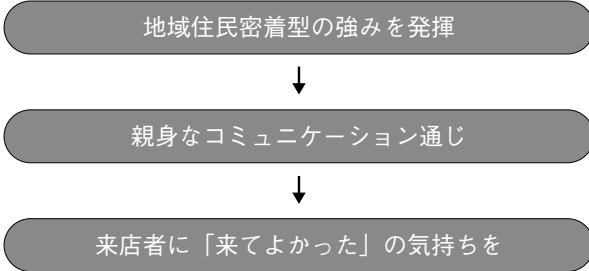 地域住民密着型の強みを発揮
親身なコミュニケーション通じ
来店者に「来てよかった」の気持ちを